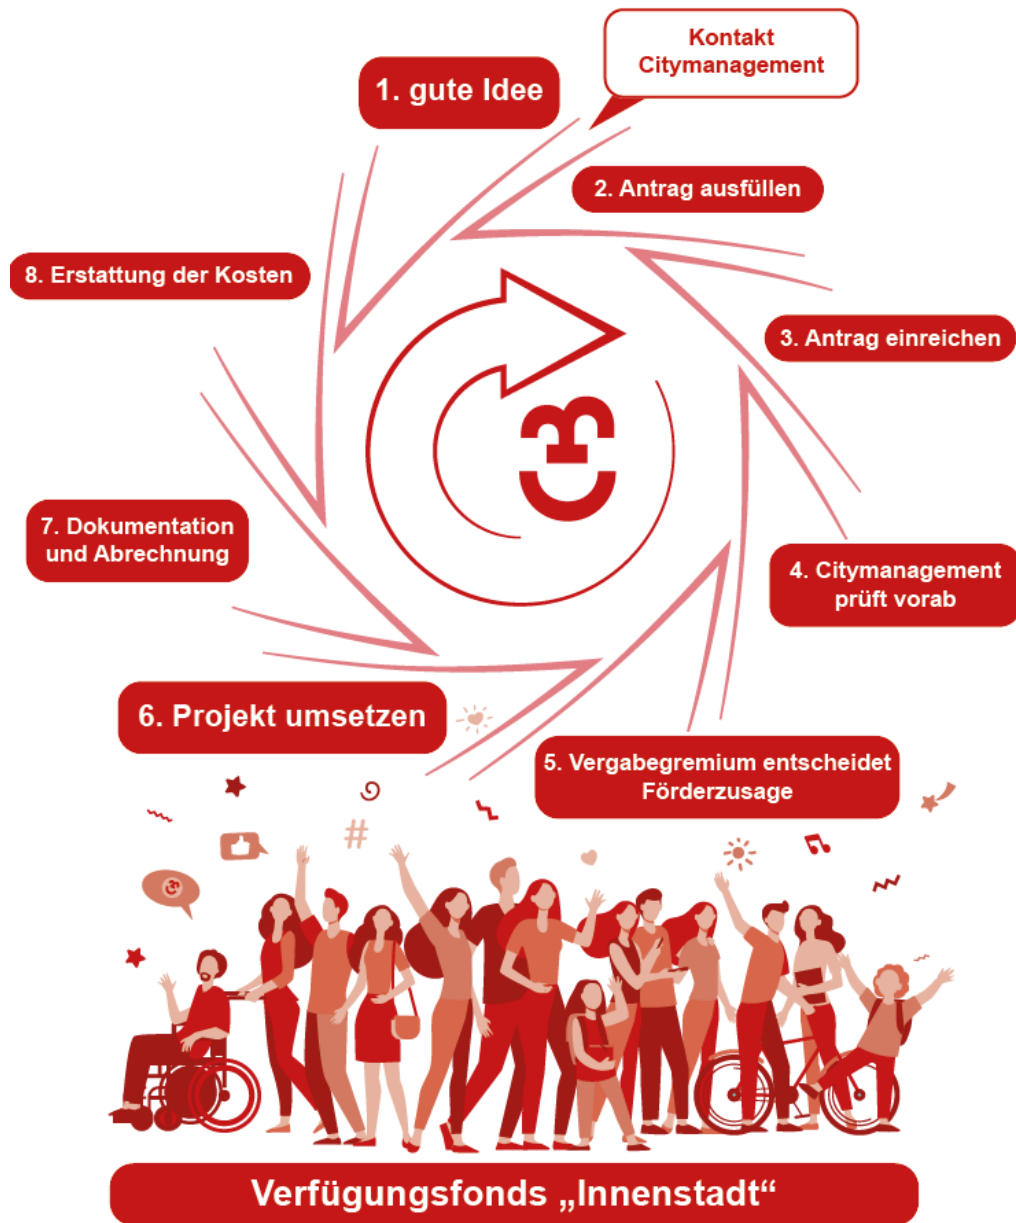 Kontakt
Citymanagement
1. gute Idee
2. Antrag ausfüllen
3. Antrag einreichen
4. Citymanagement
prüft vorab
5. Vergabegremium entscheidet
Förderzusage
6. Projekt umsetzen
7. Dokumentation
und Abrechnung
8. Erstattung der Kosten
#
Verfügungsfonds „Innenstadt“